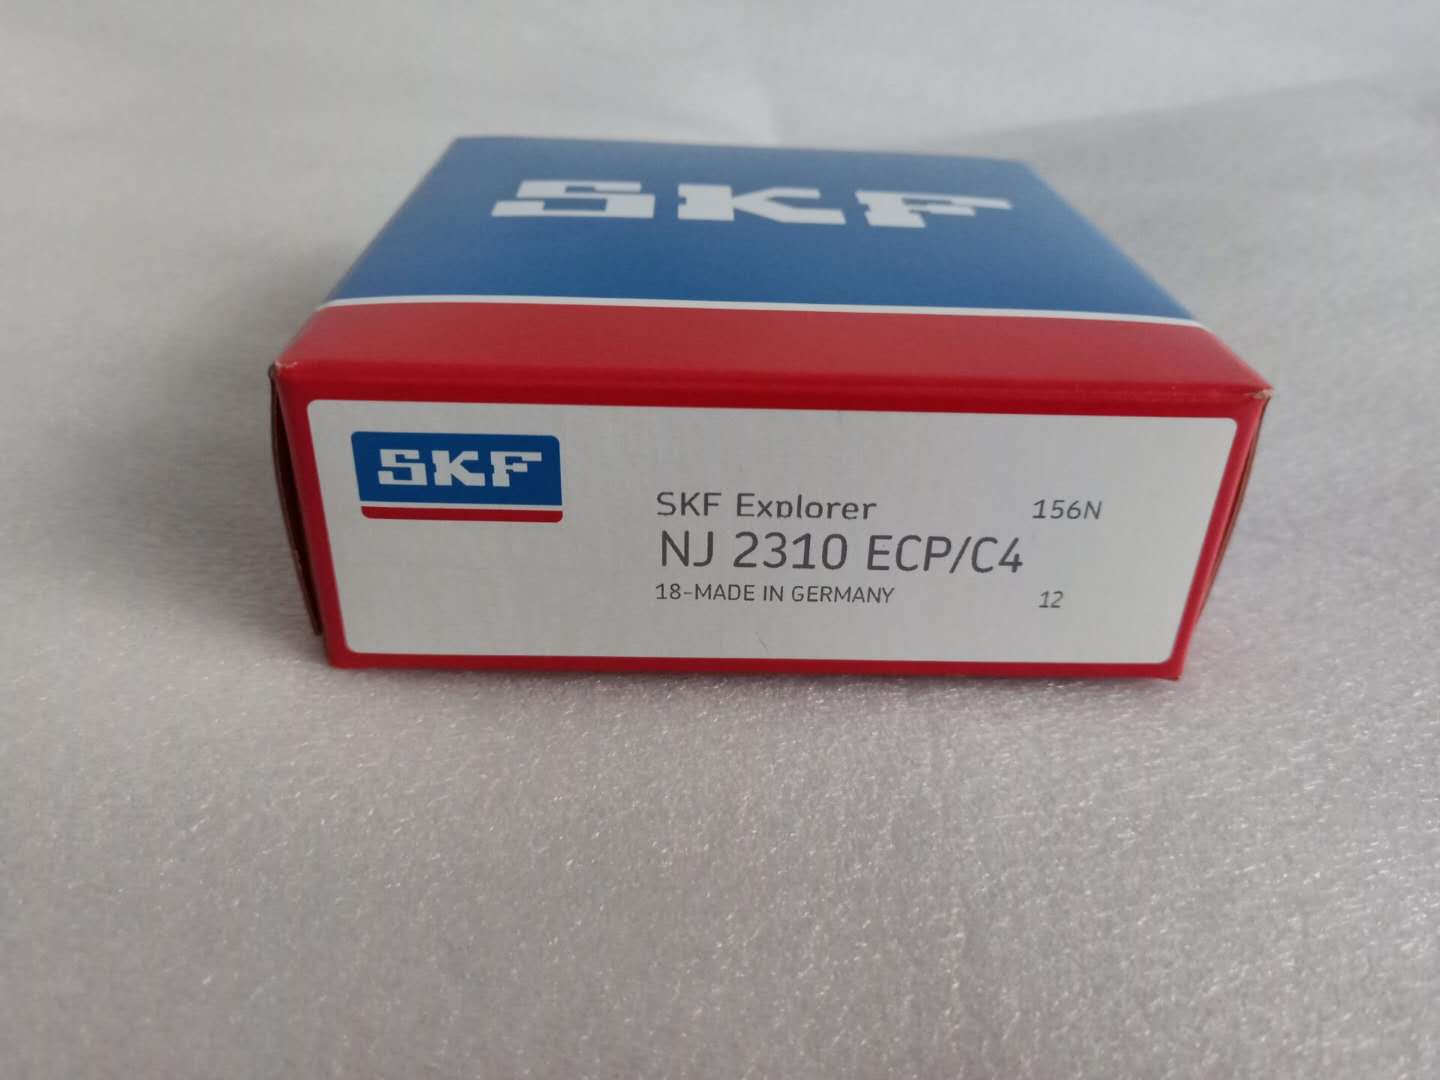 SKF
SKF
SKF Explorer 156N
NJ 2310 ECP/C4
18-MADE IN GERMANY 12